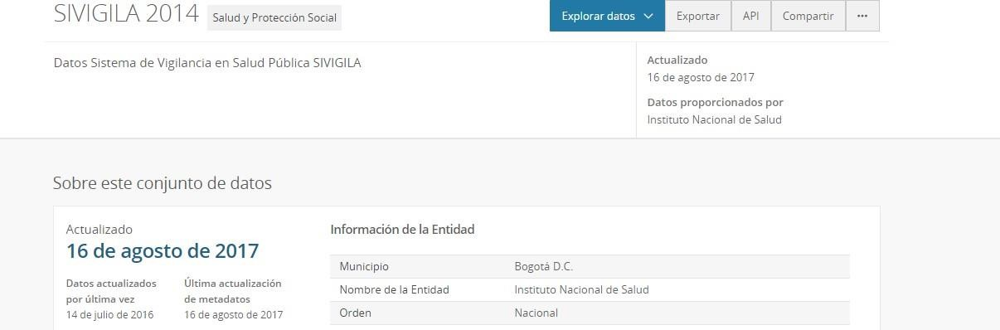 SIVIGILA 2014 Salud y Protección Social
Explorar datos Exportar API Compartir ...
Datos Sistema de Vigilancia en Salud Pública SIVIGILA
Actualizado
16 de agosto de 2017
Datos proporcionados por
Instituto Nacional de Salud
Sobre este conjunto de datos
Actualizado
16 de agosto de 2017
Datos actualizados
por última vez
14 de julio de 2016
Última actualización
de metadatos
16 de agosto de 2017
Información de la Entidad
Municipio Bogotá D.C.
Nombre de la Entidad Instituto Nacional de Salud
Orden Nacional